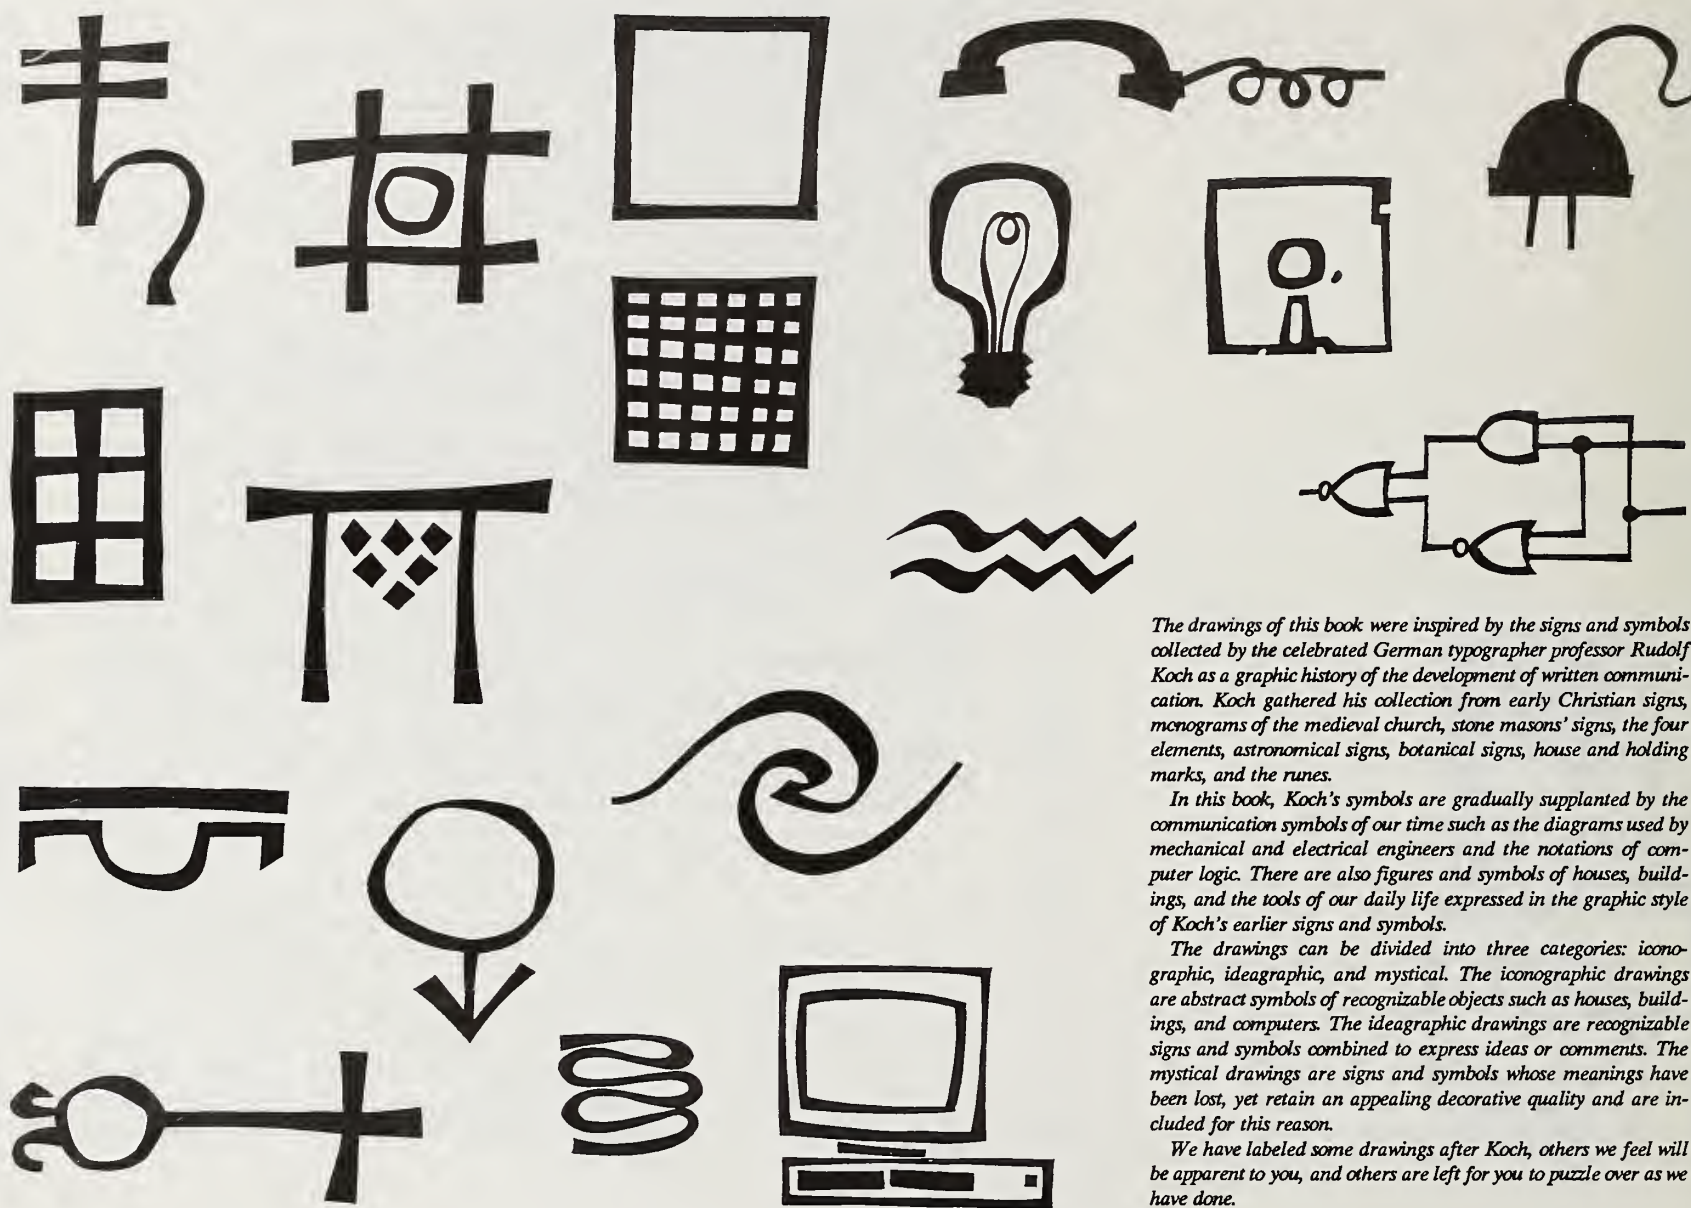 The drawings of this book were inspired by the signs and symbols
collected by the celebrated German typographer professor Rudolf
Koch as a graphic history of the development of written communi-
cation. Koch gathered his collection from early Christian signs,
monograms of the medieval church, stone masons' signs, the four
elements, astronomical signs, botanical signs, house and holding
marks, and the runes.
In this book, Koch's symbols are gradually supplanted by the
communication symbols of our time such as the diagrams used by
mechanical and electrical engineers and the notations of com-
puter logic. There are also figures and symbols of houses, build-
ings, and the tools of our daily life expressed in the graphic style
of Koch's earlier signs and symbols.
The drawings can be divided into three categories: icono-
graphic, ideagraphic, and mystical. The iconographic drawings
are abstract symbols of recognizable objects such as houses, build-
ings, and computers. The ideagraphic drawings are recognizable
signs and symbols combined to express ideas or comments. The
mystical drawings are signs and symbols whose meanings have
been lost, yet retain an appealing decorative quality and are in-
cluded for this reason.
We have labeled some drawings after Koch, others we feel will
be apparent to you, and others are left for you to puzzle over as we
have done.